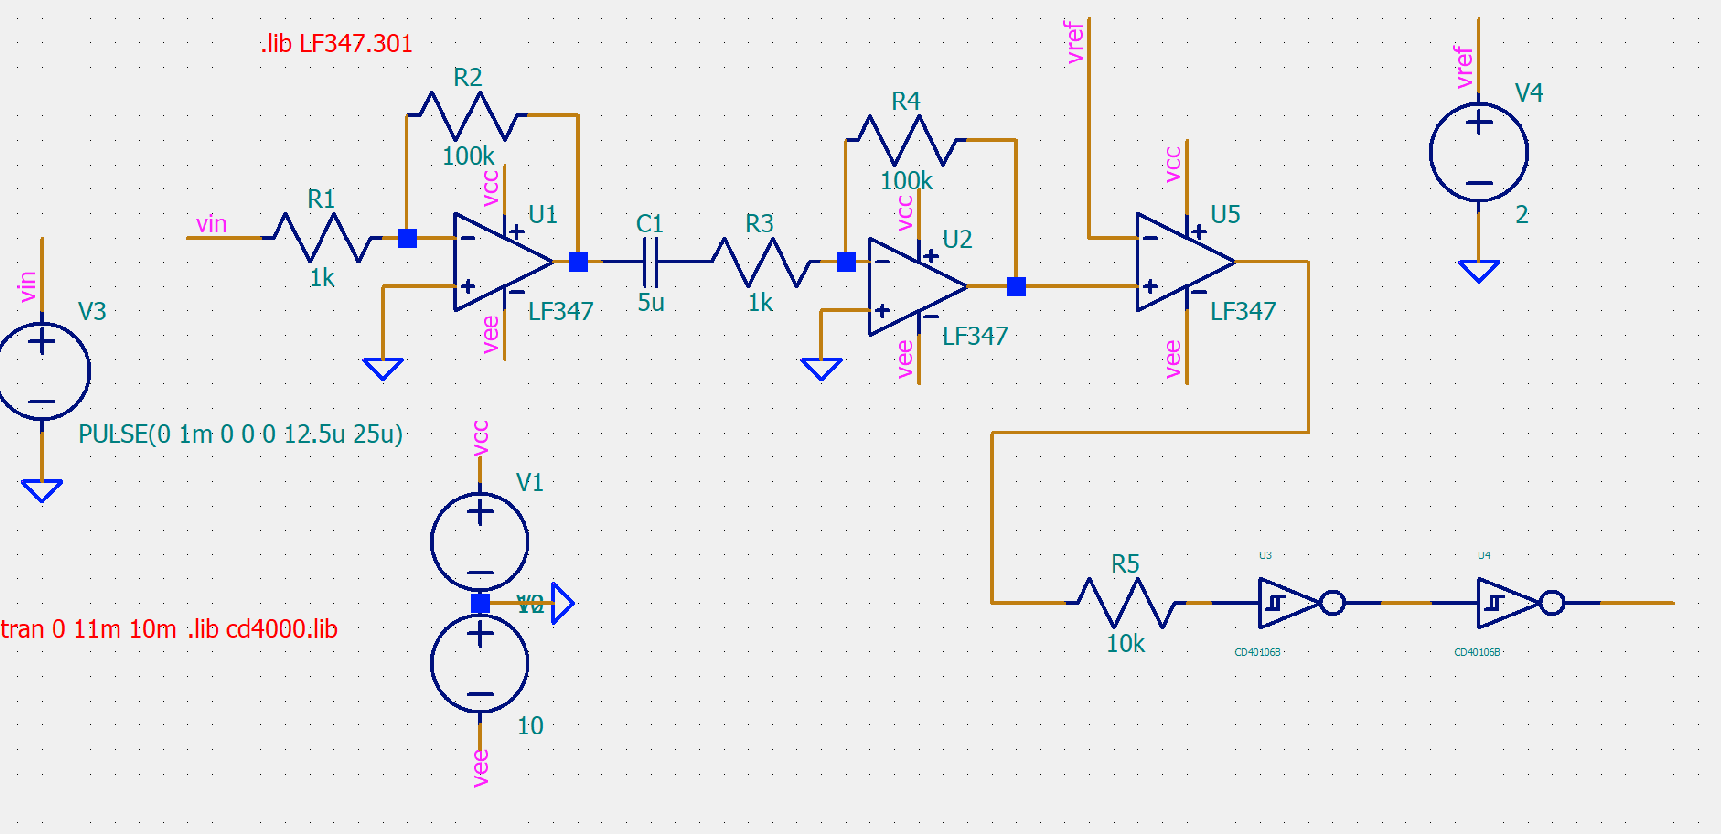 .lib LF347.301
vref
vref
V4
2
R2
100k
vcc
R4
100k
vcc
vcc
vin
R1
1k
U1
LF347
vee
C1
5u
R3
1k
U2
LF347
vee
U5
LF347
vee
vin
V3
PULSE(0 1m 0 0 0 12.5u 25u)
vcc
V1
10
vee
tran 0 11m 10m .lib cd4000.lib
R5
10k
U3
CD40106B
U4
CD40106B